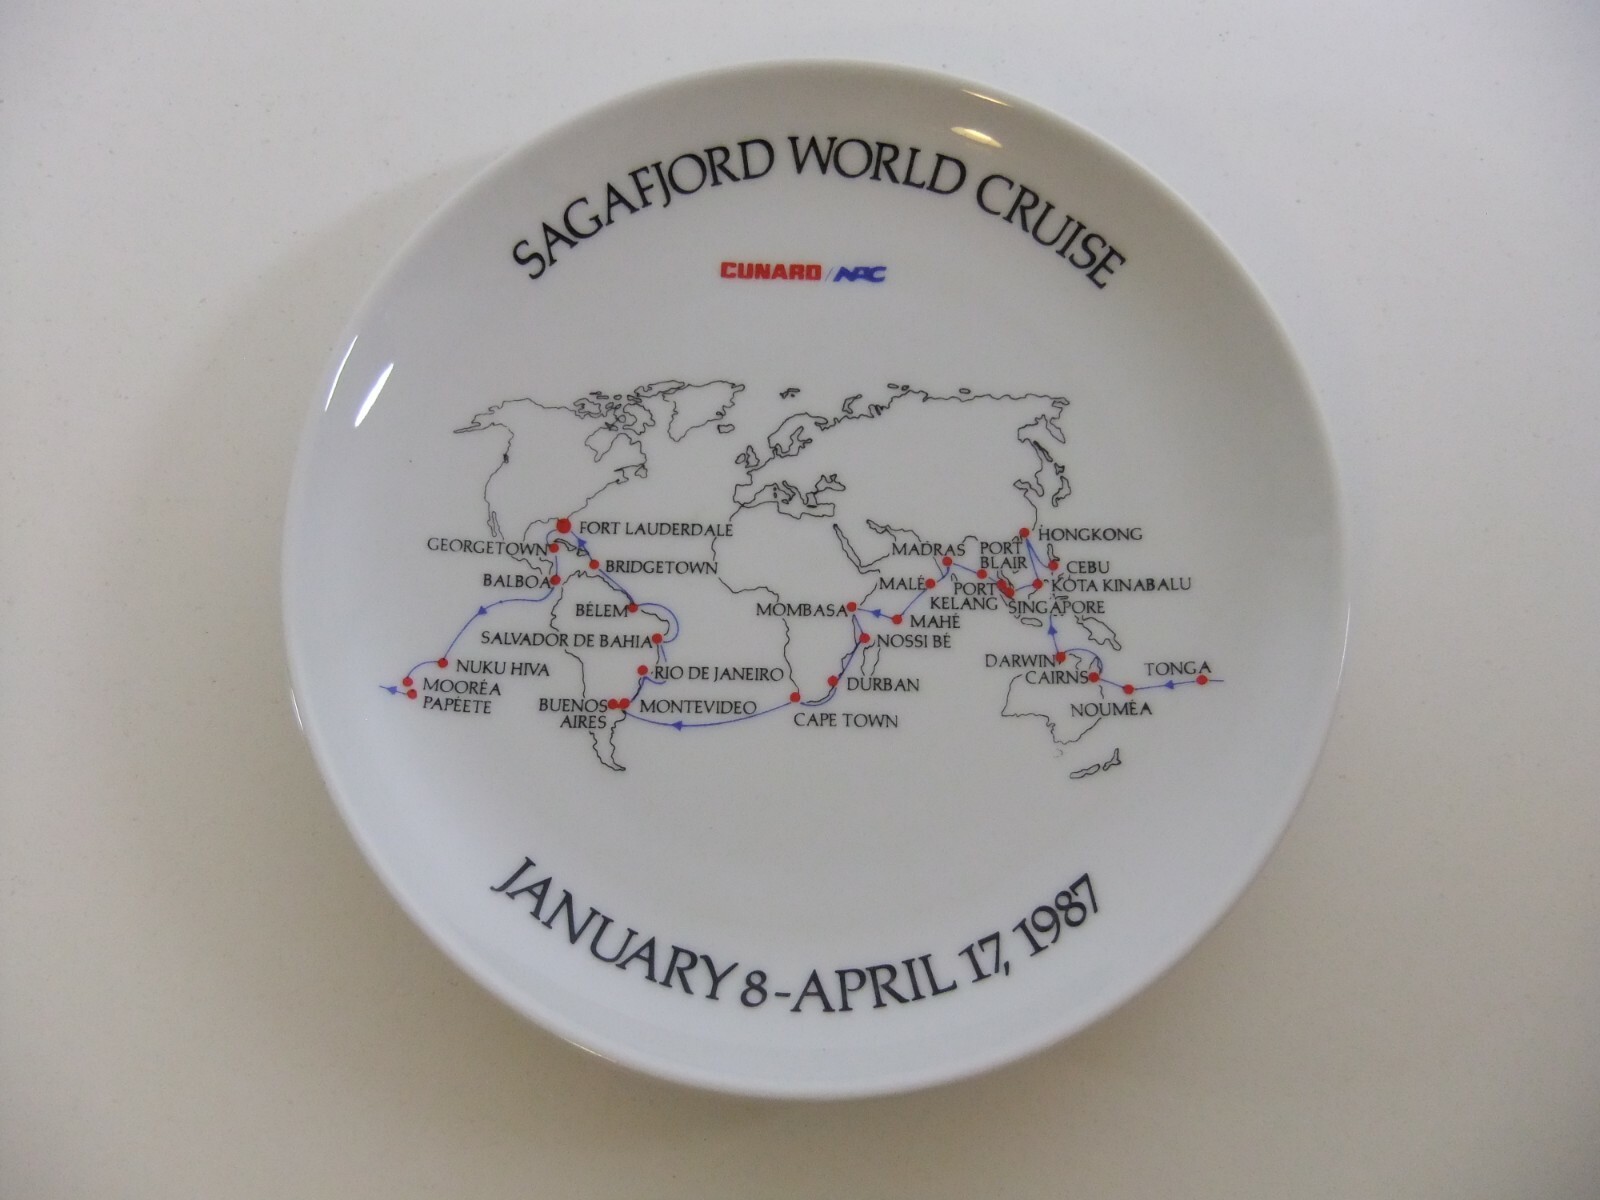 SAGAFJORD WORLD CRUISE
CUNARD/NAC
FORT LAUDERDALE
GEORGETOWN
BRIDGETOWN
BALBOA
BÉLEM
SALVADOR DE BAHIA
NUKU HIVA
RIO DE JANEIRO
MOORÉA
PAPÉETE
BUENOS
AIRES
MONTEVIDEO
CAPE TOWN
DURBAN
NOSSI BÉ
MOMBASA
MAHÉ
MALÉ
MADRAS
PORT
BLAIR
PORT
KELANG
SINGAPORE
HONGKONG
CEBU
KOTA KINABALU
DARWIN
CAIRNS
NOUMÉA
TONGA
JANUARY 8-APRIL 17, 1987